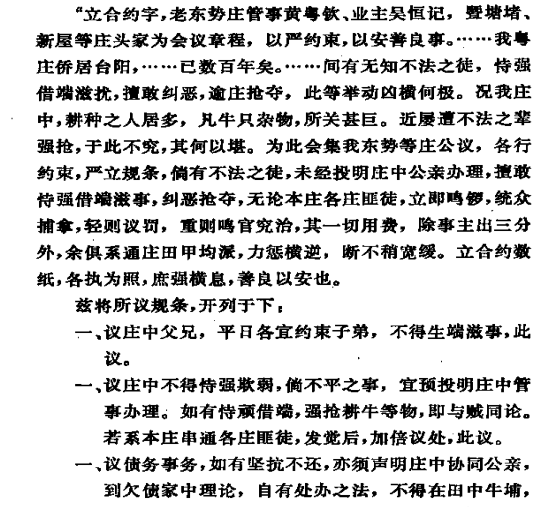 “立合约字,老东势庄管事黄粤钦、业主吴恒记,暨塘堵、
新屋等庄头家为会议章程,以严约束,以安善良事。……我粤
庄侨居台阳,……已数百年矣。……间有无知不法之徒,恃强
借端滋扰,擅敢纠恶,逾庄抢夺,此等举动凶横何极。况我庄
中,耕种之人居多,凡牛只杂物,所关甚巨。近屡遭不法之辈
强抢,于此不究,其何以堪。为此会集我东势等庄公议,各行
约束,严立规条,倘有不法之徒,未经投明庄中公亲办理,擅敢
恃强借端滋事,纠恶抢夺,无论本庄各庄匪徒,立即鸣锣,统众
捕拿,轻则议罚,重则鸣官究治,其一切用费,除事主出三分
外,余俱系通庄田甲均派,力惩横逆,断不稍宽缓。立合约数
纸,各执为照,庶强横息,善良以安也。
兹将所议规条,开列于下:
一、议庄中父兄,平日各宜约束子弟,不得生端滋事,此
议。
一、议庄中不得恃强欺弱,倘不平之事,宜预投明庄中管
事办理。如有恃顽借端,强抢耕牛等物,即与贼同论。
若系本庄串通各庄匪徒,发觉后,加倍议处,此议。
一、议债务事务,如有坚抗不还,亦须声明庄中协同公亲,
到欠债家中理论,自有处办之法,不得在田中牛埔,